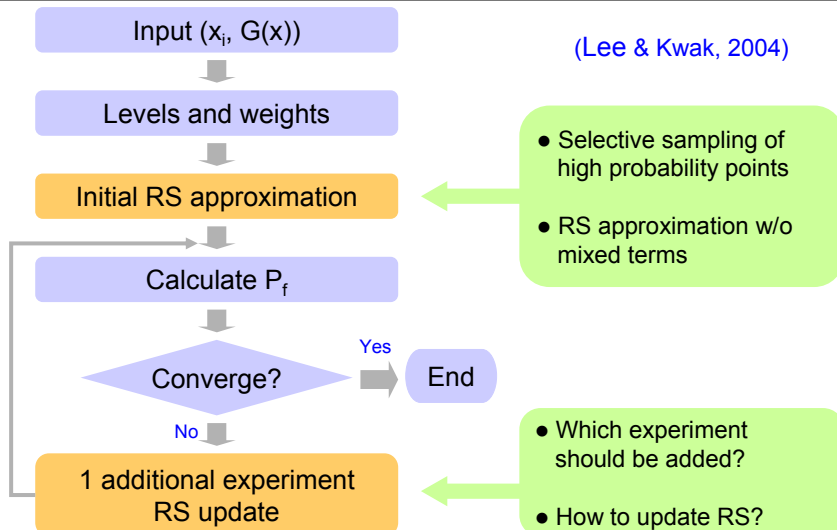 Input (xi, G(x))
(Lee & Kwak, 2004)
Levels and weights
Initial RS approximation
● Selective sampling of
high probability points
● RS approximation w/o
mixed terms
Calculate Pf
Converge?
Yes
End
No
1 additional experiment
RS update
● Which experiment
should be added?
● How to update RS?